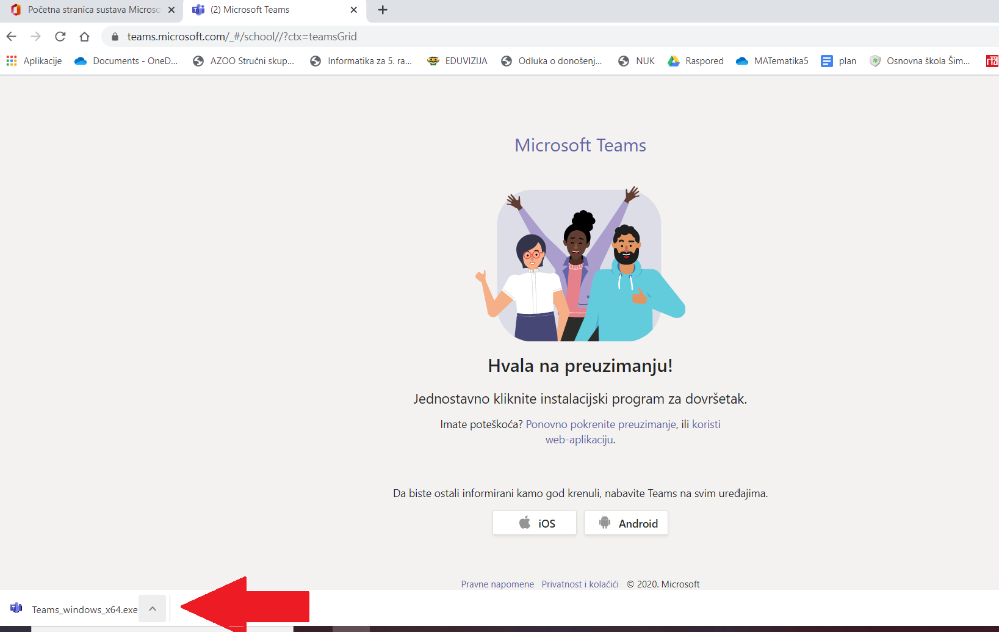 Početna stranica sustava Microso
(2) Microsoft Teams
teams.microsoft.com/_#/school//?ctx=teamsGrid
Aplikacije Documents - OneD... AZOO Stručni skup... Informatika za 5. ra... EDUVIZIJA Odluka o donošenj... NUK Raspored MATematika5 plan Osnovna škola Šim...
Microsoft Teams
Hvala na preuzimanju!
Jednostavno kliknite instalacijski program za dovršetak.
Imate poteškoća? Ponovno pokrenite preuzimanje, ili koristi
web-aplikaciju.
Da biste ostali informirani kamo god krenuli, nabavite Teams na svim uređajima.
iOS Android
Pravne napomene Privatnost i kolačići © 2020. Microsoft
Teams_windows_x64.exe